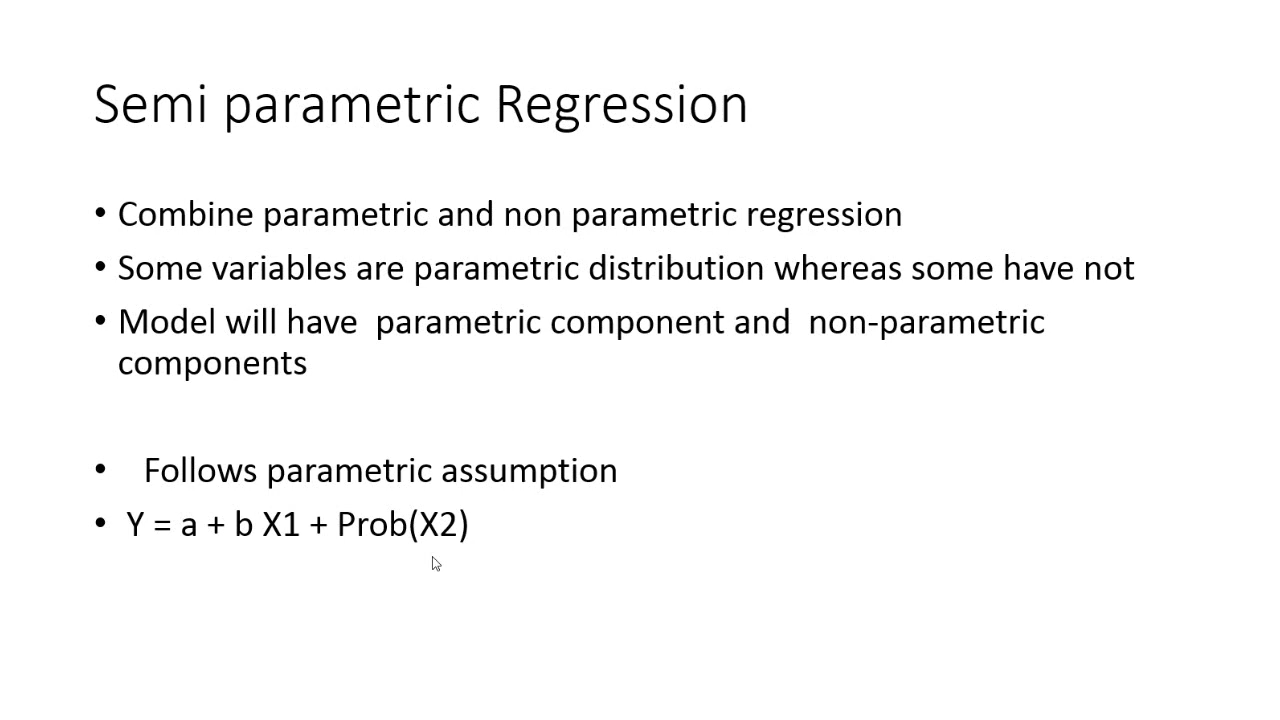 Semi parametric Regression
• Combine parametric and non parametric regression
• Some variables are parametric distribution whereas some have not
• Model will have  parametric component and  non-parametric
components
•   Follows parametric assumption
•  Y = a + b X1 + Prob(X2)